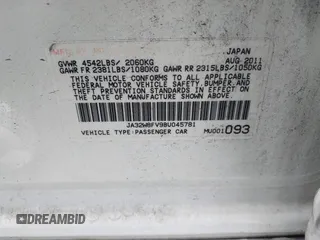 JAPAN
GVWR 4542LBS/ 2060KG AUG 2011
GAWR FR 2381LBS/1080KG GAWR RR 2315LBS/1050KG
THIS VEHICLE CONFORMS TO ALL APPLICABLE
FEDERAL MOTOR VEHICLE SAFETY, BUMPER,
AND THEFT PREVENTION STANDARDS IN EFFECT
ON THE DATE OF MANUFACTURE SHOWN ABOVE.
JA32W8FV9BU045781
VEHICLE TYPE:PASSENGER CAR MU001093
AutoHelperBot.com